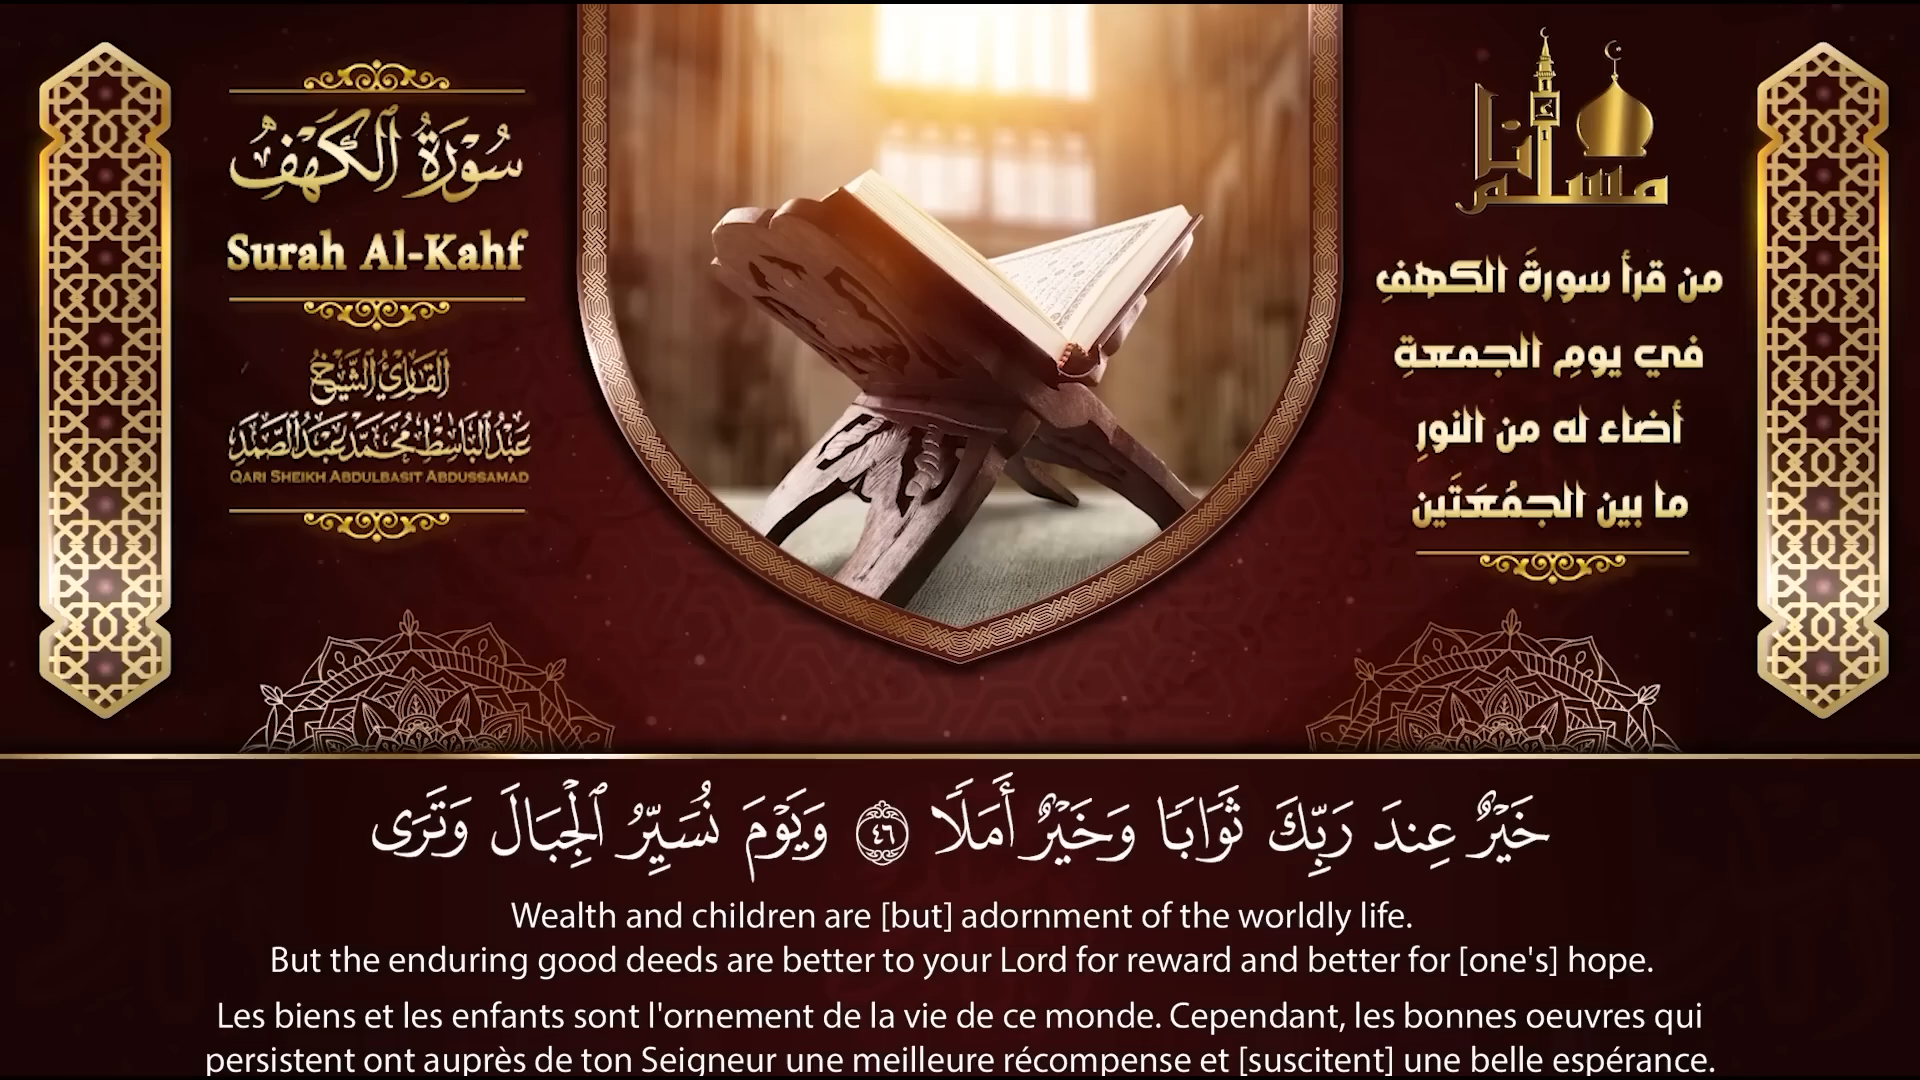 سُورَةُ ٱلْكَهْفِ
Surah Al-Kahf
القارئ الشيخ
عبد الباسط محمد عبد الصمد
QARI SHEIKH ABDULBASIT ABDUSSAMAD
أنا مسلم
من قرأ سورةَ الكهفِ
في يومِ الجمعةِ
أضاء له من النورِ
ما بين الجمُعَتَين
خَيْرٌ عِندَ رَبِّكَ ثَوَابًا وَخَيْرٌ أَمَلًا ٤٦ وَيَوْمَ نُسَيِّرُ ٱلْجِبَالَ وَتَرَى
Wealth and children are [but] adornment of the worldly life.
But the enduring good deeds are better to your Lord for reward and better for [one's] hope.
Les biens et les enfants sont l'ornement de la vie de ce monde. Cependant, les bonnes oeuvres qui
persistent ont auprès de ton Seigneur une meilleure récompense et [suscitent] une belle espérance.